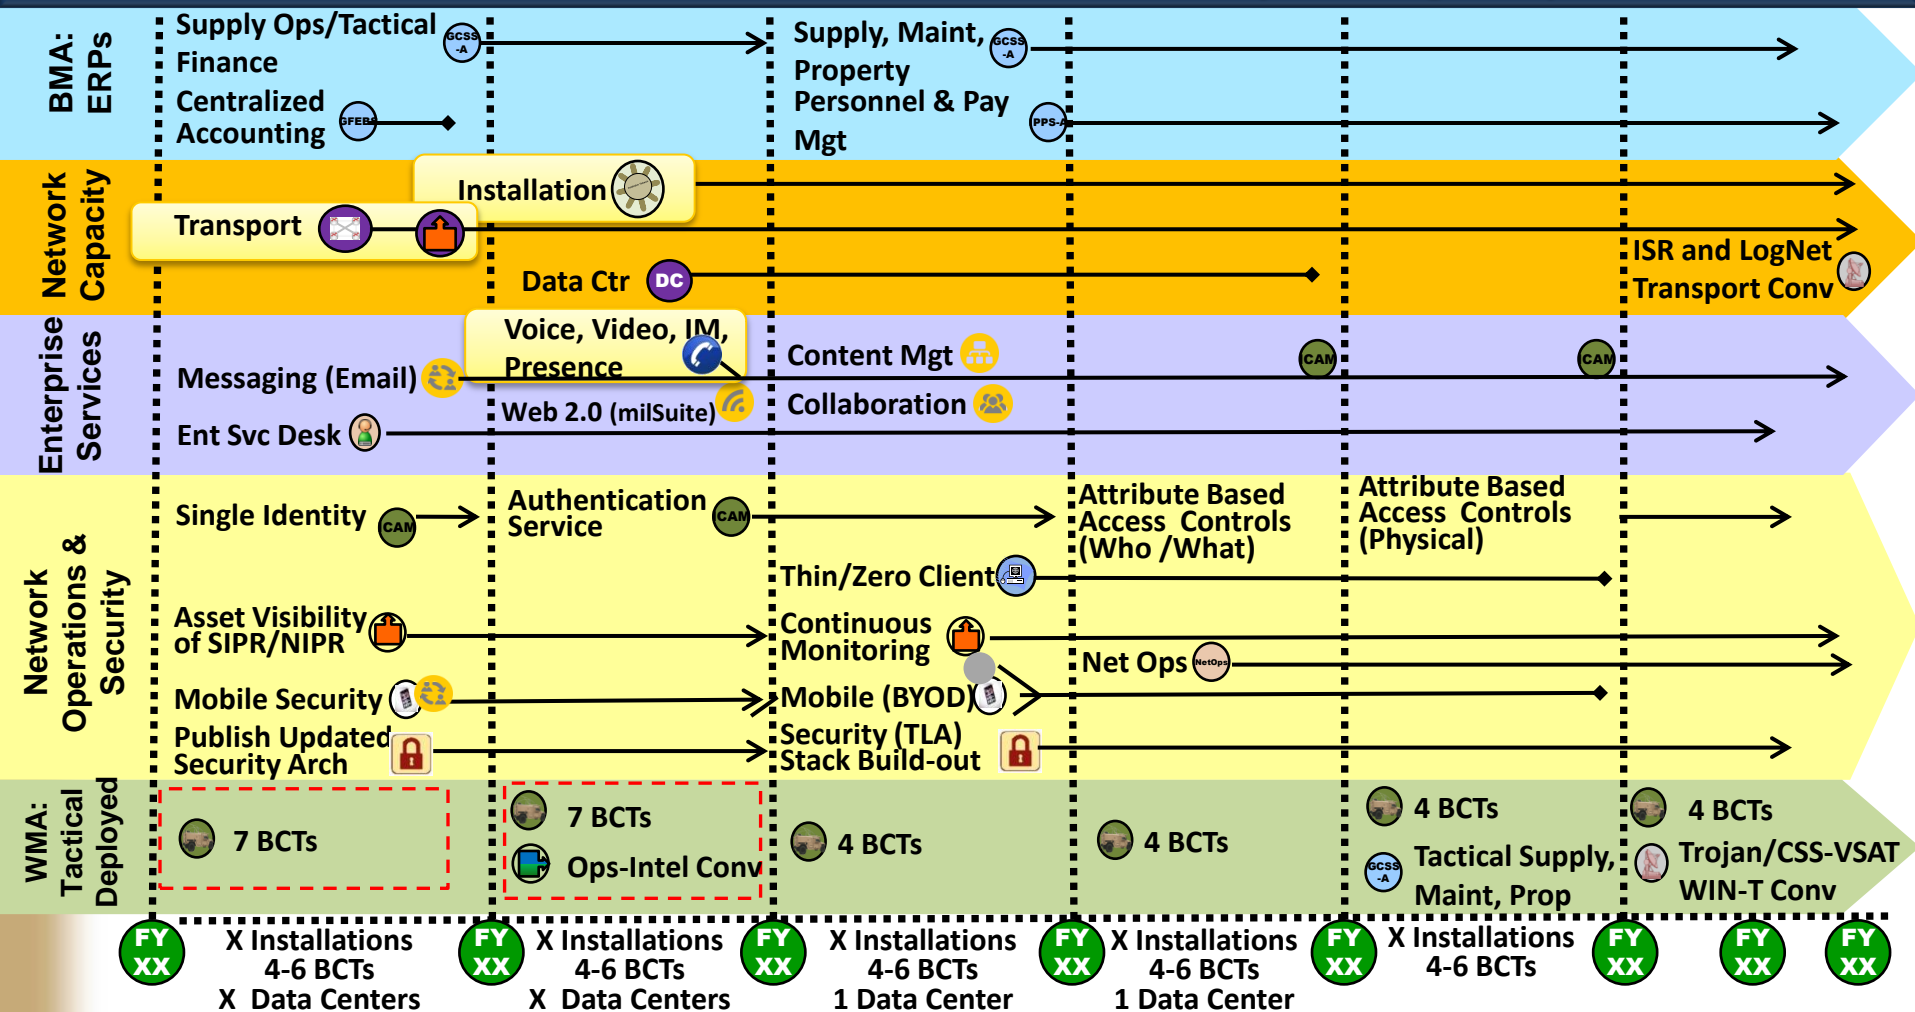 BMA:
ERPs
Supply Ops/Tactical
Finance
GCSS
-A
Centralized
Accounting
GFEBS
Supply, Maint,
Property
GCSS
-A
Personnel & Pay
Mgt
IPPS-A
Network
Capacity
Installation
Transport
Data Ctr
DC
ISR and LogNet
Transport Conv
Enterprise
Services
Voice, Video, IM,
Presence
Messaging (Email)
Web 2.0 (milSuite)
Ent Svc Desk
Content Mgt
Collaboration
CAM
CAM
Network
Operations &
Security
Single Identity
CAM
Authentication
Service
CAM
Attribute Based
Access Controls
(Who /What)
Attribute Based
Access Controls
(Physical)
Thin/Zero Client
Asset Visibility
of SIPR/NIPR
Continuous
Monitoring
Net Ops
NetOps
Mobile Security
Mobile (BYOD)
Publish Updated
Security Arch
Security (TLA)
Stack Build-out
WMA:
Tactical
Deployed
7 BCTs
7 BCTs
Ops-Intel Conv
4 BCTs
4 BCTs
4 BCTs
GCSS
-A
Tactical Supply,
Maint, Prop
4 BCTs
Trojan/CSS-VSAT
WIN-T Conv
FY
XX
X Installations
4-6 BCTs
X Data Centers
FY
XX
X Installations
4-6 BCTs
X Data Centers
FY
XX
X Installations
4-6 BCTs
1 Data Center
FY
XX
X Installations
4-6 BCTs
1 Data Center
FY
XX
X Installations
4-6 BCTs
FY
XX
FY
XX
FY
XX